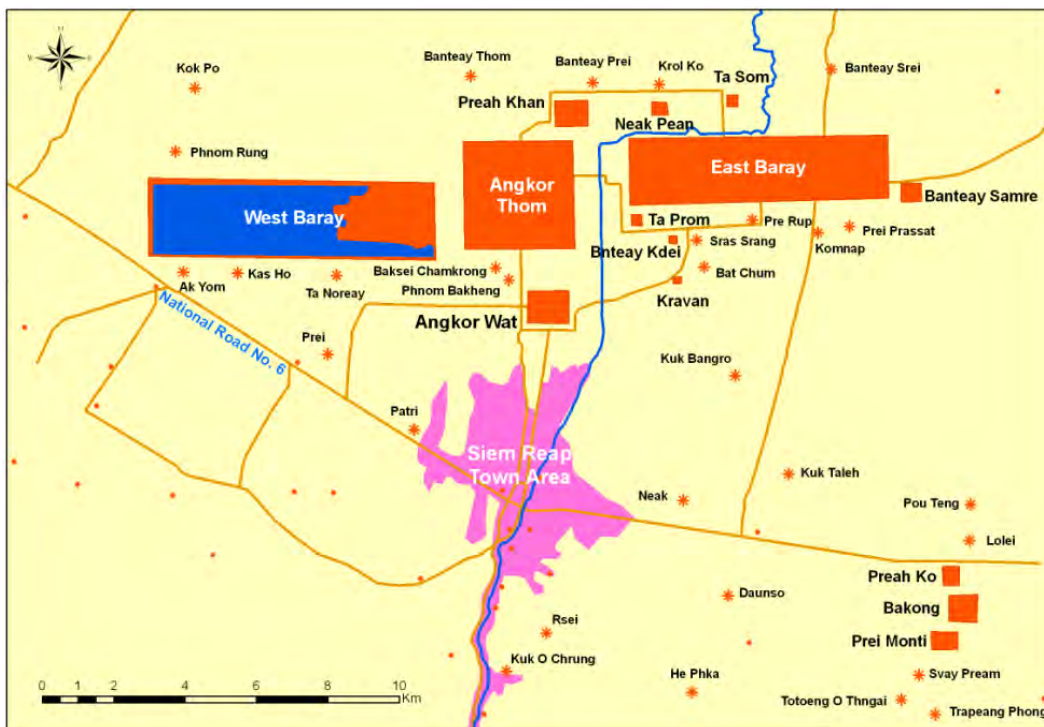 Kok Po
Banteay Thom
Banteay Prei
Krol Ko
Ta Som
Banteay Srei
Preah Khan
Neak Pean
Phnom Rung
West Baray
Angkor
Thom
East Baray
Banteay Samre
Ta Prom
Pre Rup
Prei Prassat
Bnteay Kdei
Sras Srang
Komnap
Ak Yom
Kas Ho
Ta Noreay
Baksei Chamkrong
Phnom Bakheng
Bat Chum
Kravan
Angkor Wat
National Road No. 6
Prei
Kuk Bangro
Patri
Siem Reap
Town Area
Neak
Kuk Taleh
Pou Teng
Lolei
Preah Ko
Bakong
Prei Monti
Daunso
Rsei
Kuk O Chrung
He Phka
Svay Pream
Totoeng O Thngai
Trapeang Phong
0 1 2 4 6 8 10
Km